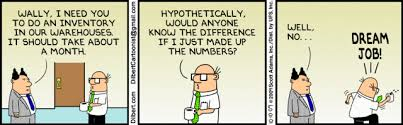 WALLY, I NEED YOU
TO DO AN INVENTORY
IN OUR WAREHOUSES.
IT SHOULD TAKE ABOUT
A MONTH.
Dilbert.com DilbertCartoonist@gmail.com
HYPOTHETICALLY,
WOULD ANYONE
KNOW THE DIFFERENCE
IF I JUST MADE UP
THE NUMBERS?
WELL,
NO...
DREAM
JOB!
©2009 Scott Adams, Inc./Dist. by UFS, Inc.